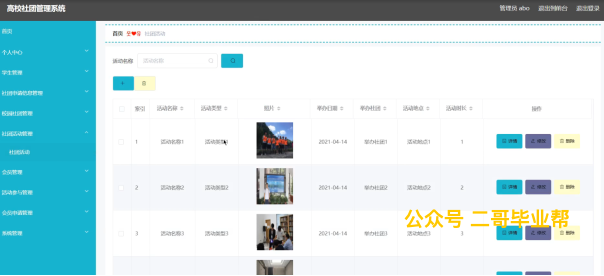 高校社团管理系统
管理员 abo 退出到前台 退出登录
首页
首页 社团活动
个人中心
学生管理
社团申请信息管理
校园社团管理
社团活动管理
社团活动
会员管理
活动参与管理
会员申请管理
系统管理
活动名称 活动名称
索引 活动名称 活动类型 照片 举办日期 举办社团 活动地点 活动时长 操作
1 活动名称1 活动类型1 2021-04-14 举办社团1 活动地点1 1 详情 修改 删除
2 活动名称2 活动类型2 2021-04-14 举办社团2 活动地点2 2 详情 修改 删除
3 活动名称3 活动类型3 2021-04-14 举办社团3 活动地点3 3 详情 修改 删除
公众号 二哥毕业帮